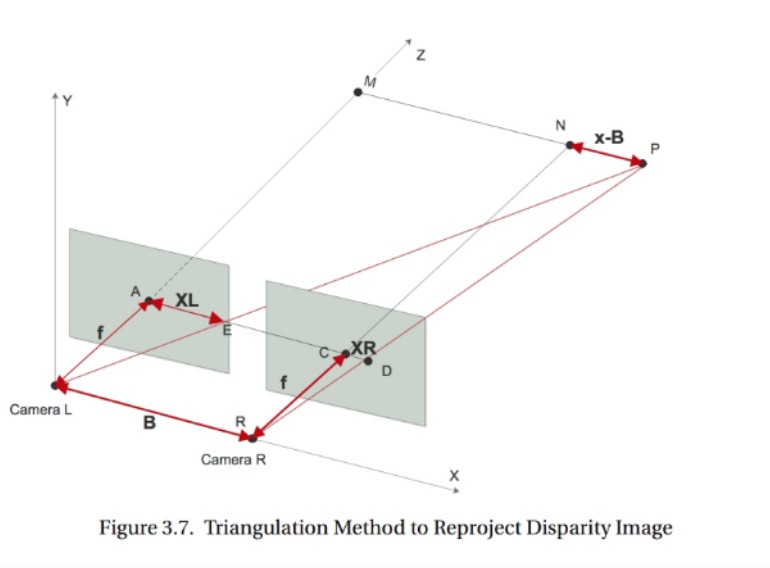 Z
M
Y
N
x-B
P
A
XL
E
f
C
XR
D
f
Camera L
B
R
Camera R
X
Figure 3.7. Triangulation Method to Reproject Disparity Image